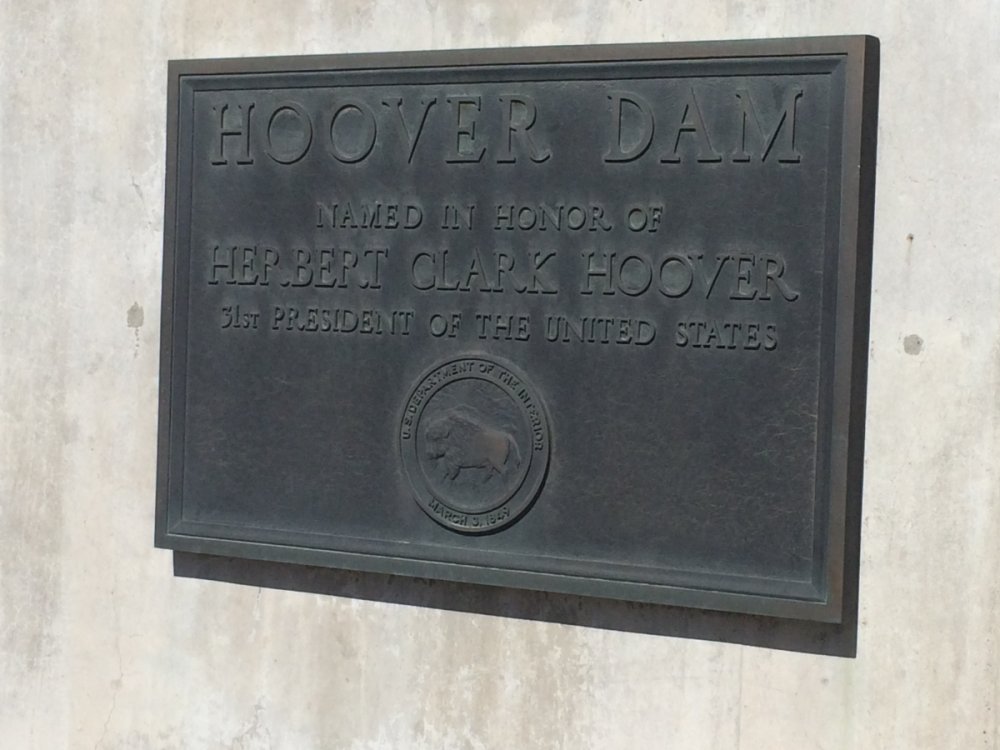 HOOVER DAM
NAMED IN HONOR OF
HERBERT CLARK HOOVER
31ST PRESIDENT OF THE UNITED STATES
U.S. DEPARTMENT OF THE INTERIOR
MARCH 3, 1849